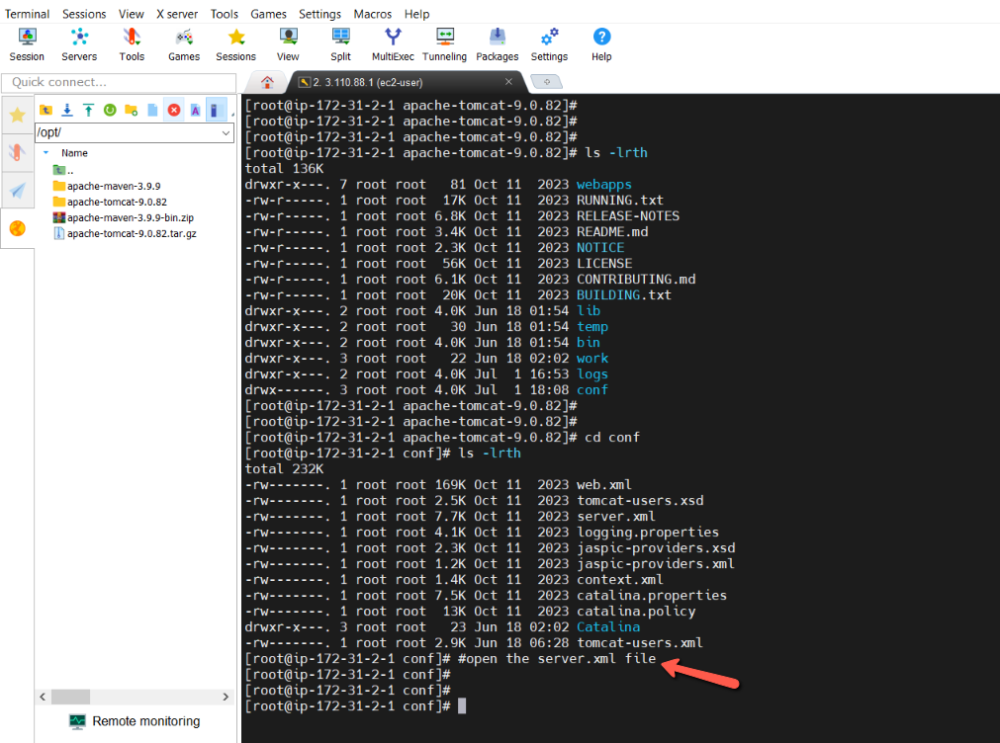 Terminal Sessions View X server Tools Games Settings Macros Help
Session Servers Tools Games Sessions View Split MultiExec Tunneling Packages Settings Help
Quick connect...
2. 3.110.88.1 (ec2-user)
/opt/
Name
..
apache-maven-3.9.9
apache-tomcat-9.0.82
apache-maven-3.9.9-bin.zip
apache-tomcat-9.0.82.tar.gz
Remote monitoring
[root@ip-172-31-2-1 apache-tomcat-9.0.82]#
[root@ip-172-31-2-1 apache-tomcat-9.0.82]#
[root@ip-172-31-2-1 apache-tomcat-9.0.82]#
[root@ip-172-31-2-1 apache-tomcat-9.0.82]# ls -lrth
total 136K
drwxr-x---. 7 root root   81 Oct 11  2023 webapps
-rw-r-----. 1 root root  17K Oct 11  2023 RUNNING.txt
-rw-r-----. 1 root root 6.8K Oct 11  2023 RELEASE-NOTES
-rw-r-----. 1 root root 3.4K Oct 11  2023 README.md
-rw-r-----. 1 root root 2.3K Oct 11  2023 NOTICE
-rw-r-----. 1 root root  56K Oct 11  2023 LICENSE
-rw-r-----. 1 root root 6.1K Oct 11  2023 CONTRIBUTING.md
-rw-r-----. 1 root root  20K Oct 11  2023 BUILDING.txt
drwxr-x---. 2 root root 4.0K Jun 18 01:54 lib
drwxr-x---. 2 root root   30 Jun 18 01:54 temp
drwxr-x---. 2 root root 4.0K Jun 18 01:54 bin
drwxr-x---. 3 root root   22 Jun 18 02:02 work
drwxr-x---. 2 root root 4.0K Jul  1 16:53 logs
drwx------. 3 root root 4.0K Jul  1 18:08 conf
[root@ip-172-31-2-1 apache-tomcat-9.0.82]#
[root@ip-172-31-2-1 apache-tomcat-9.0.82]#
[root@ip-172-31-2-1 apache-tomcat-9.0.82]# cd conf
[root@ip-172-31-2-1 conf]# ls -lrth
total 232K
-rw-------. 1 root root 169K Oct 11  2023 web.xml
-rw-------. 1 root root 2.5K Oct 11  2023 tomcat-users.xsd
-rw-------. 1 root root 7.7K Oct 11  2023 server.xml
-rw-------. 1 root root 4.1K Oct 11  2023 logging.properties
-rw-------. 1 root root 2.3K Oct 11  2023 jaspic-providers.xsd
-rw-------. 1 root root 1.2K Oct 11  2023 jaspic-providers.xml
-rw-------. 1 root root 1.4K Oct 11  2023 context.xml
-rw-------. 1 root root 7.5K Oct 11  2023 catalina.properties
-rw-------. 1 root root  13K Oct 11  2023 catalina.policy
drwxr-x---. 3 root root   23 Jun 18 02:02 Catalina
-rw-------. 1 root root 2.9K Jun 18 06:28 tomcat-users.xml
[root@ip-172-31-2-1 conf]# #open the server.xml file
[root@ip-172-31-2-1 conf]#
[root@ip-172-31-2-1 conf]#
[root@ip-172-31-2-1 conf]#